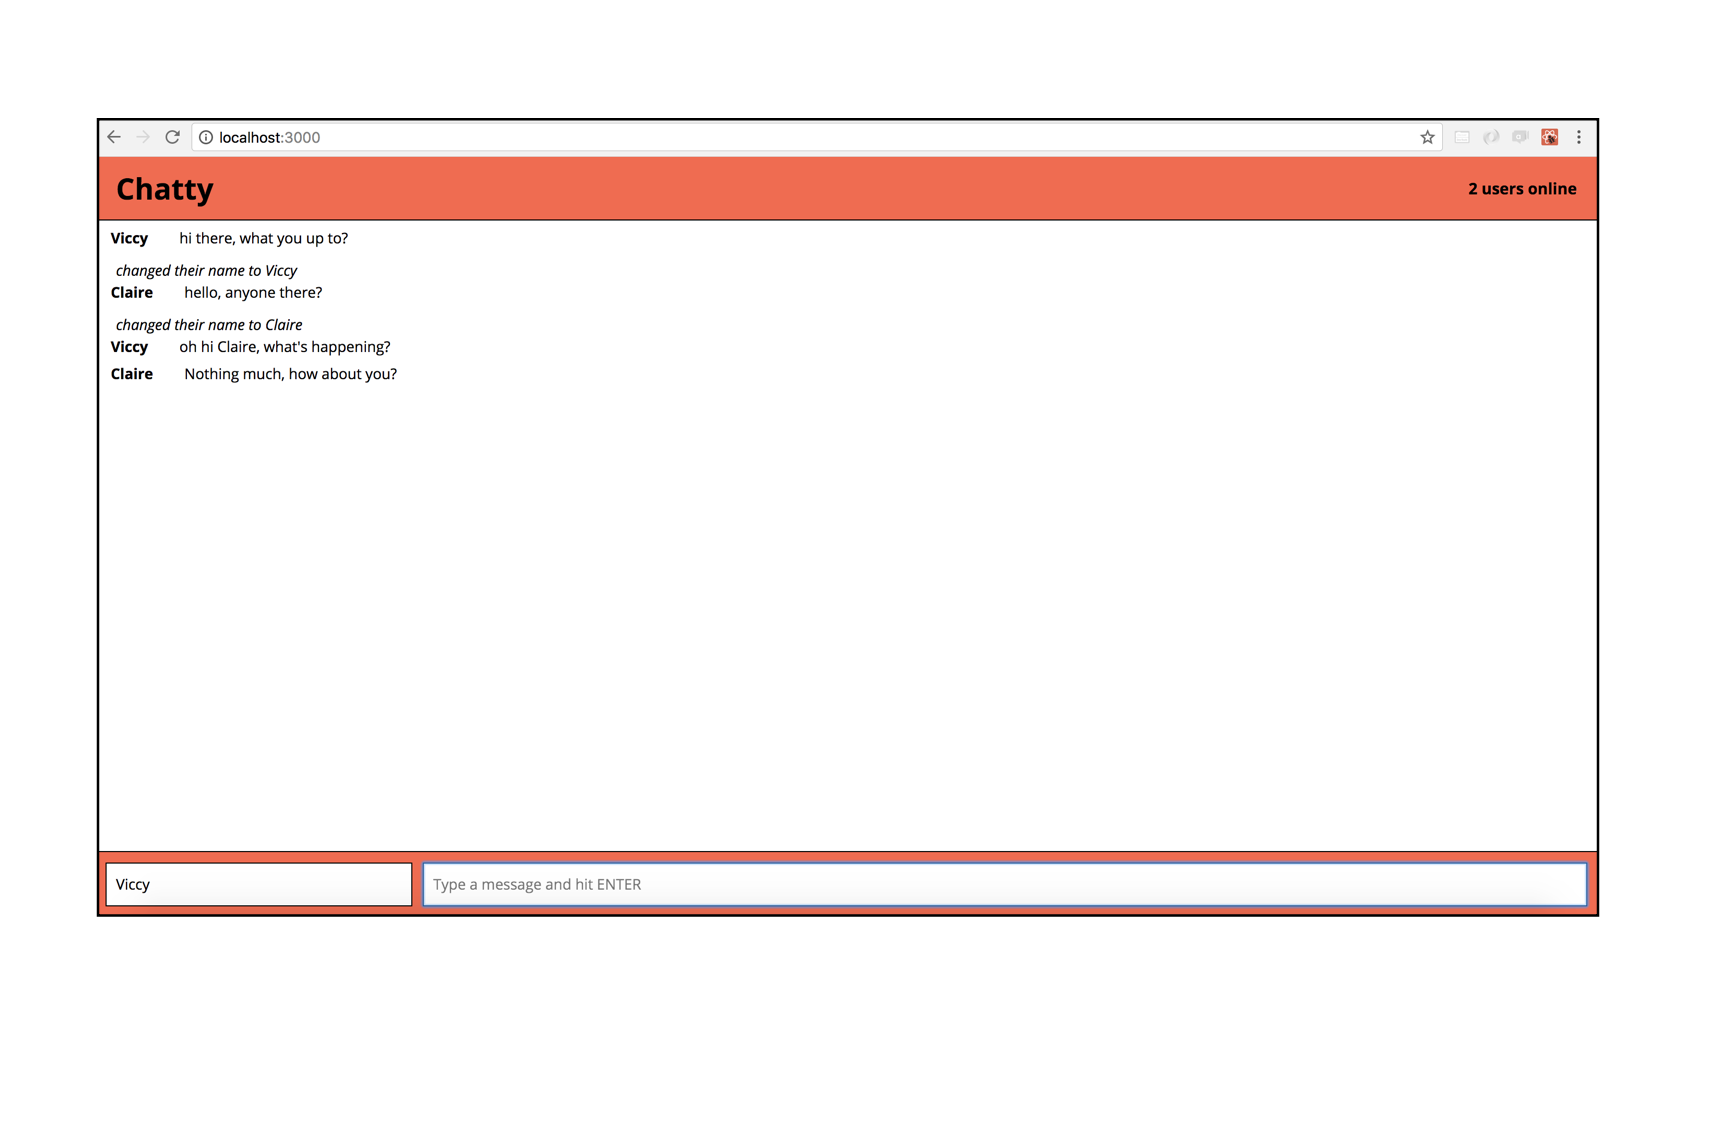 localhost:3000
Chatty 2 users online
Viccy hi there, what you up to?
changed their name to Viccy
Claire hello, anyone there?
changed their name to Claire
Viccy oh hi Claire, what's happening?
Claire Nothing much, how about you?
Viccy Type a message and hit ENTER